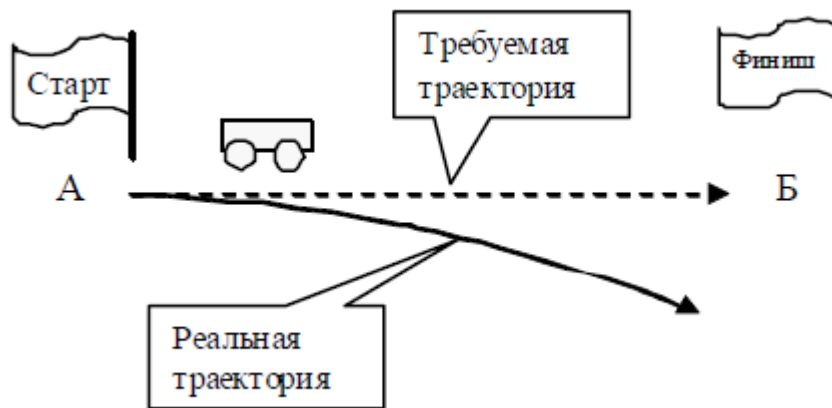 Старт
Требуемая
траектория
Финиш
А
Б
Реальная
траектория